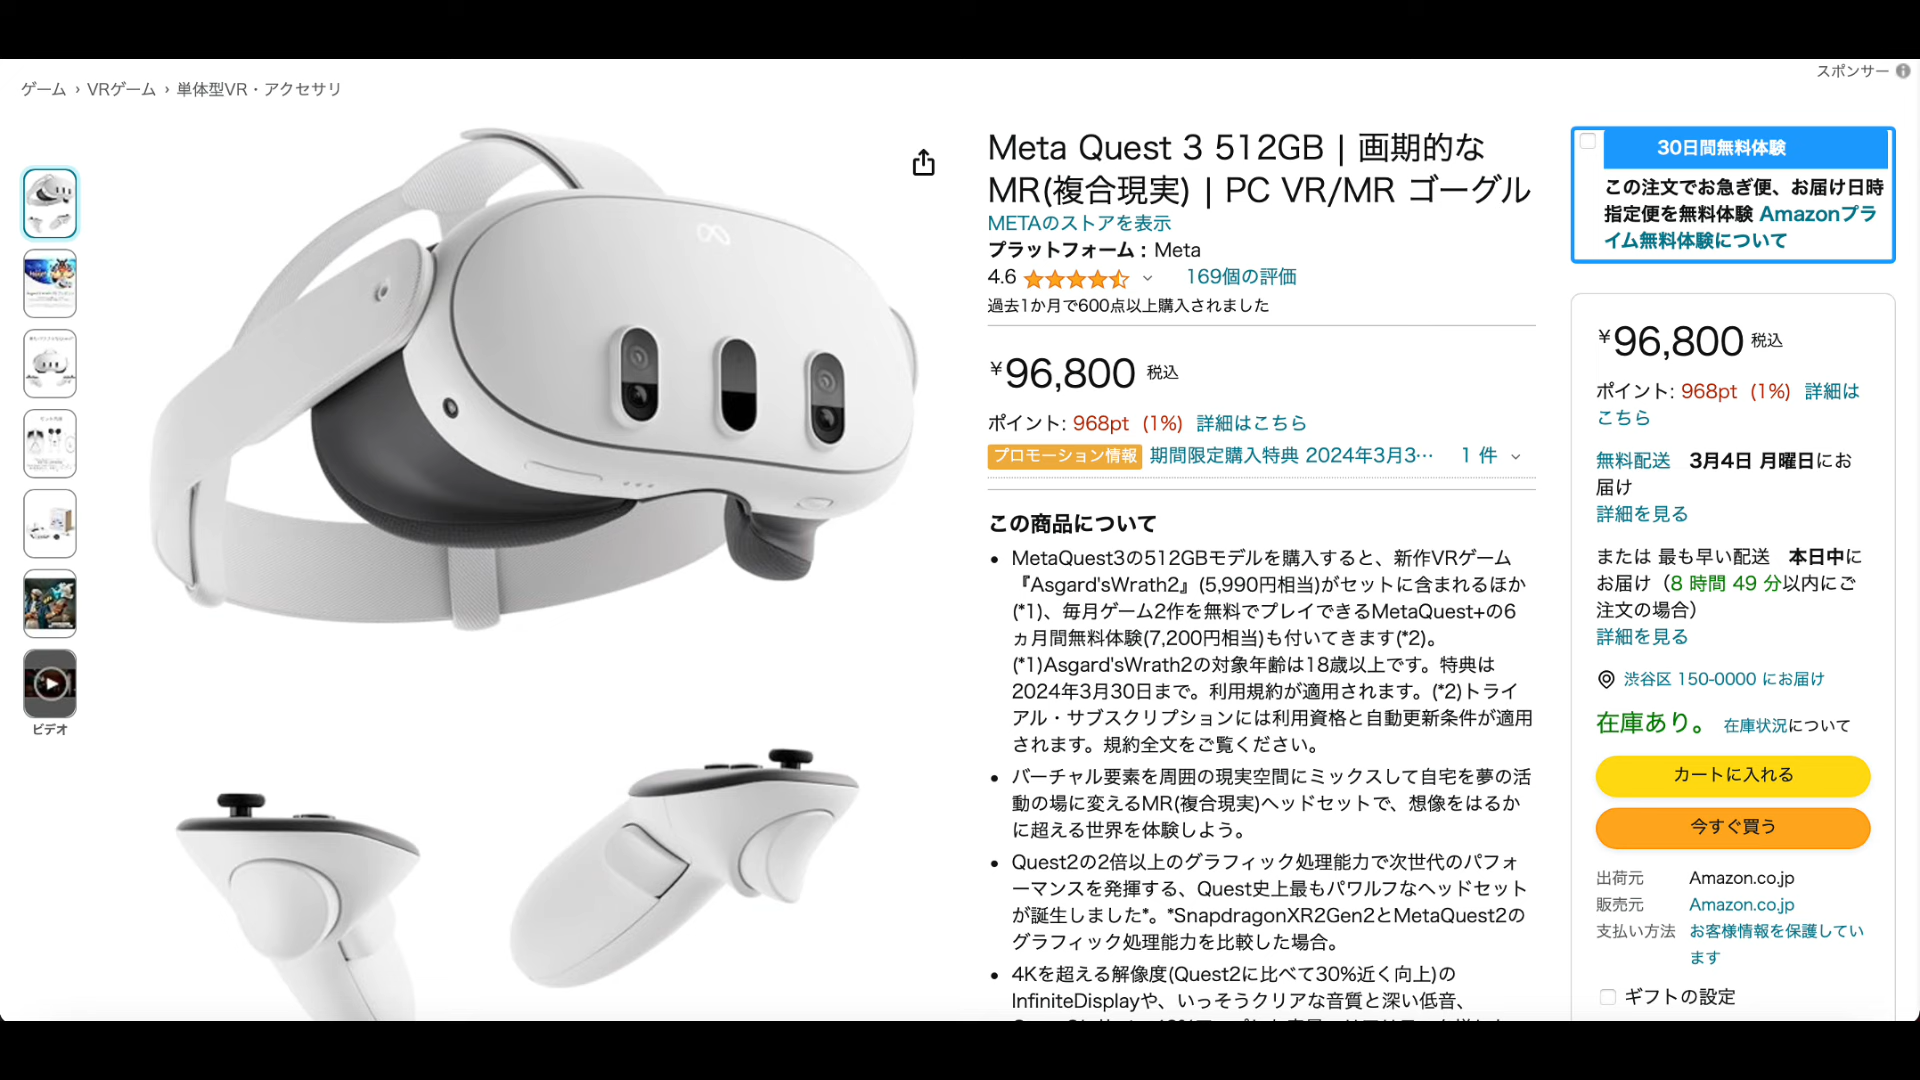 スポンサー
ゲーム › VRゲーム › 単体型VR・アクセサリ
ビデオ
Meta Quest 3 512GB | 画期的な
MR(複合現実) | PC VR/MR ゴーグル
METAのストアを表示
プラットフォーム : Meta
4.6 169個の評価
過去1か月で600点以上購入されました
¥96,800 税込
ポイント: 968pt (1%) 詳細はこちら
プロモーション情報 期間限定購入特典 2024年3月3… 1 件
この商品について
MetaQuest3の512GBモデルを購入すると、新作VRゲーム
『Asgard'sWrath2』(5,990円相当)がセットに含まれるほか
(*1)、毎月ゲーム2作を無料でプレイできるMetaQuest+の6
ヵ月間無料体験(7,200円相当)も付いてきます(*2)。
(*1)Asgard'sWrath2の対象年齢は18歳以上です。特典は
2024年3月30日まで。利用規約が適用されます。(*2)トライ
アル・サブスクリプションには利用資格と自動更新条件が適用
されます。規約全文をご覧ください。
バーチャル要素を周囲の現実空間にミックスして自宅を夢の活
動の場に変えるMR(複合現実)ヘッドセットで、想像をはるか
に超える世界を体験しよう。
Quest2の2倍以上のグラフィック処理能力で次世代のパフォ
ーマンスを発揮する、Quest史上最もパワルフなヘッドセット
が誕生しました*。*SnapdragonXR2Gen2とMetaQuest2の
グラフィック処理能力を比較した場合。
4Kを超える解像度(Quest2に比べて30%近く向上)の
InfiniteDisplayや、いっそうクリアな音質と深い低音、
30日間無料体験
この注文でお急ぎ便、お届け日時
指定便を無料体験 Amazonプラ
イム無料体験について
¥96,800 税込
ポイント: 968pt (1%) 詳細は
こちら
無料配送 3月4日 月曜日にお
届け
詳細を見る
または 最も早い配送 本日中に
お届け（8 時間 49 分以内にご
注文の場合）
詳細を見る
渋谷区 150-0000 にお届け
在庫あり。 在庫状況について
カートに入れる
今すぐ買う
出荷元 Amazon.co.jp
販売元 Amazon.co.jp
支払い方法 お客様情報を保護してい
ます
ギフトの設定